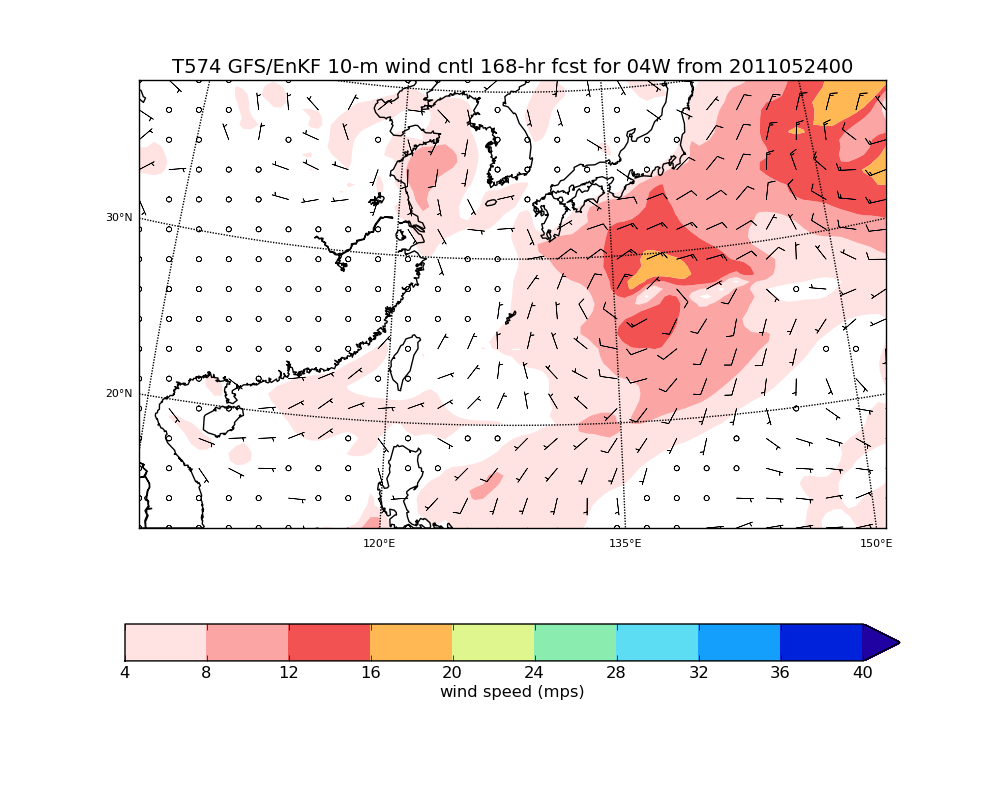 T574 GFS/EnKF 10-m wind cntl 168-hr fcst for 04W from 2011052400
30°N
20°N
120°E 135°E 150°E
4 8 12 16 20 24 28 32 36 40
wind speed (mps)